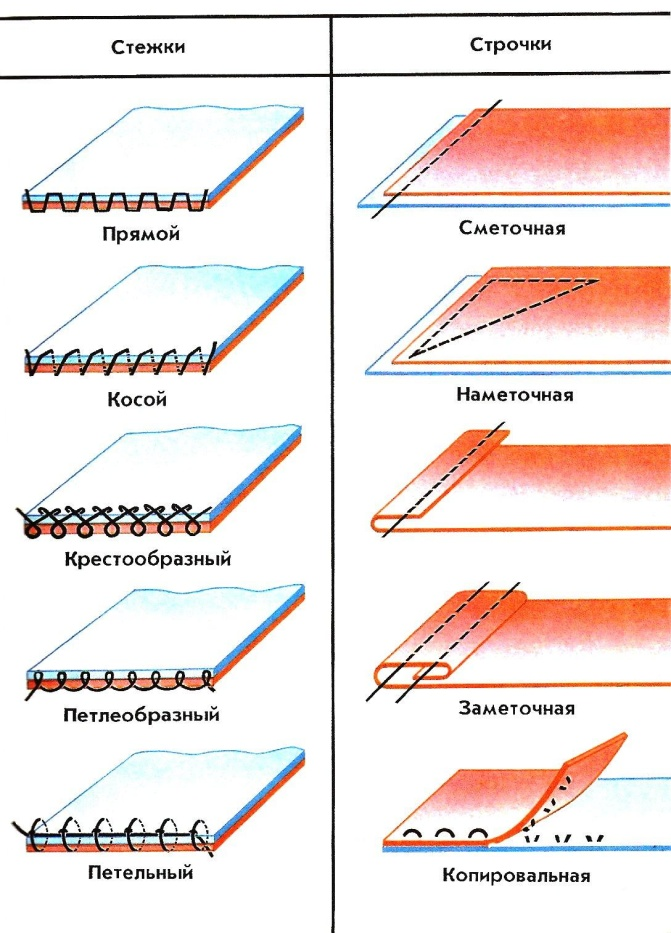 Стежки
Строчки
Прямой
Сметочная
Косой
Наметочная
Крестообразный
Петлеобразный
Заметочная
Петельный
Копировальная